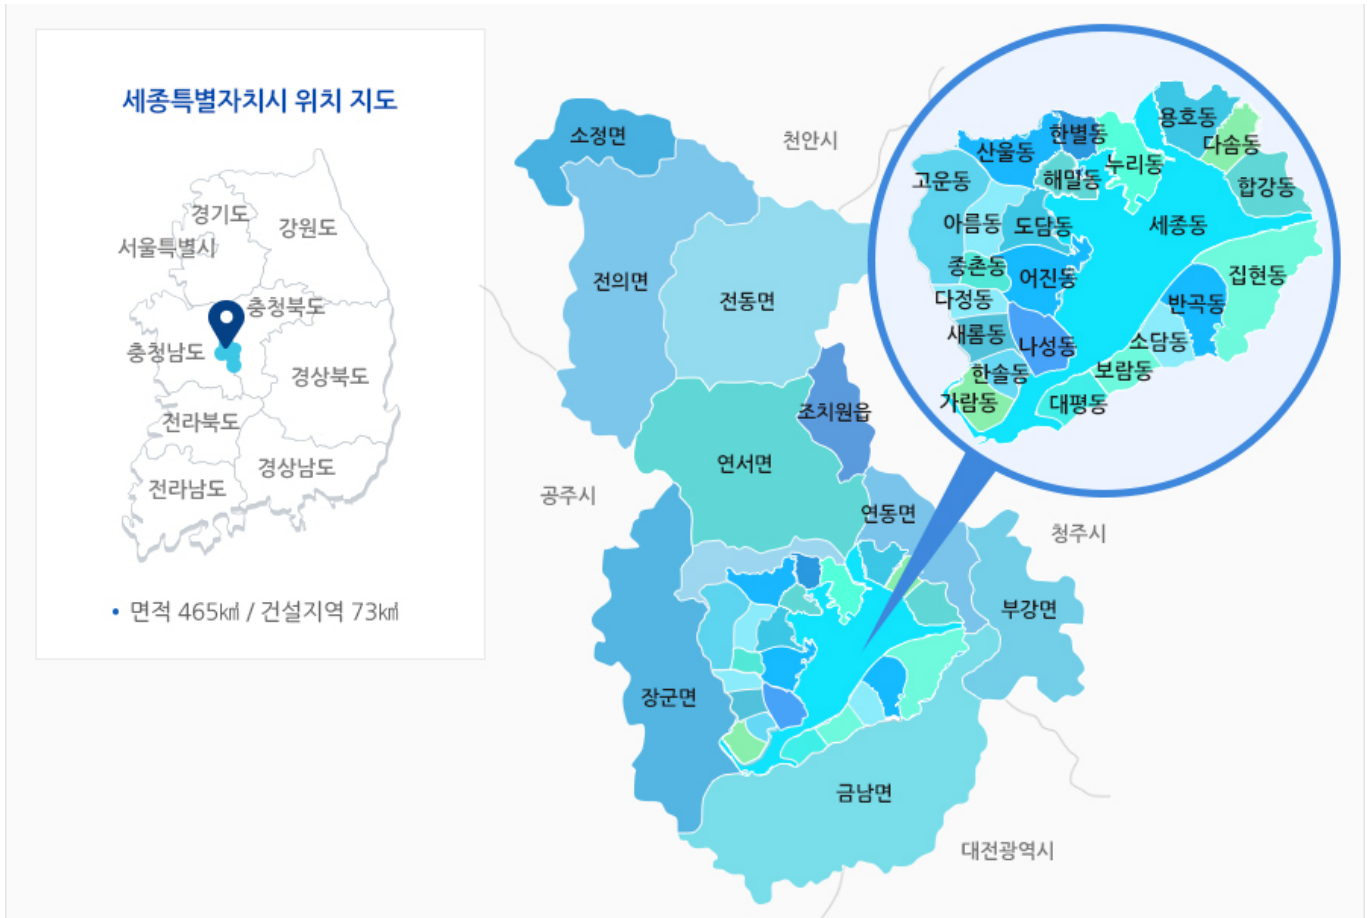 세종특별자치시 위치 지도
경기도
강원도
서울특별시
충청북도
충청남도
경상북도
전라북도
경상남도
전라남도
• 면적 465㎢ / 건설지역 73㎢
소정면
천안시
전의면
전동면
조치원읍
연서면
공주시
연동면
청주시
부강면
장군면
금남면
대전광역시
용호동
한별동
다솜동
산울동
누리동
고운동
해밀동
합강동
아름동
도담동
세종동
종촌동
어진동
집현동
다정동
반곡동
새롬동
나성동
소담동
한솔동
보람동
가람동
대평동